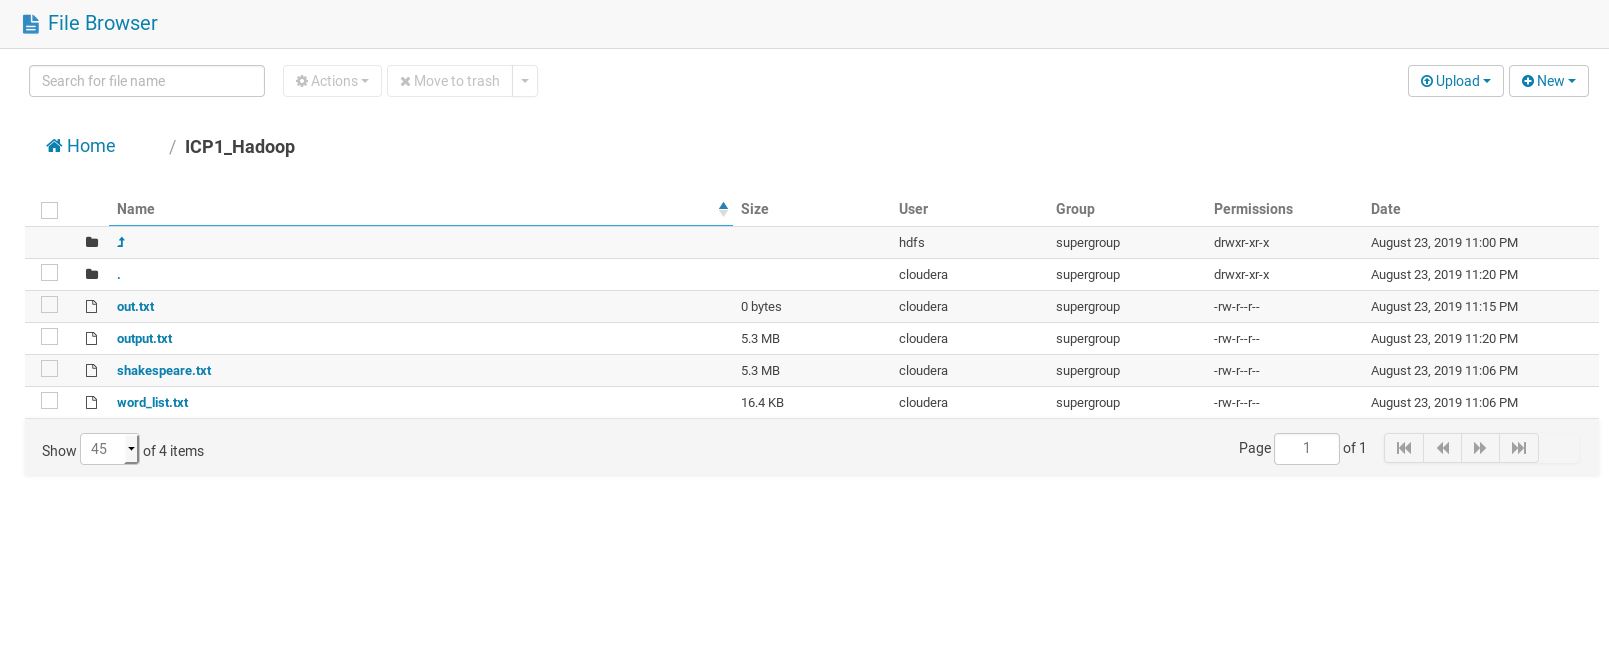 File Browser
Search for file name Actions Move to trash Upload New
Home / ICP1_Hadoop
Name Size User Group Permissions Date
hdfs supergroup drwxr-xr-x August 23, 2019 11:00 PM
. cloudera supergroup drwxr-xr-x August 23, 2019 11:20 PM
out.txt 0 bytes cloudera supergroup -rw-r--r-- August 23, 2019 11:15 PM
output.txt 5.3 MB cloudera supergroup -rw-r--r-- August 23, 2019 11:20 PM
shakespeare.txt 5.3 MB cloudera supergroup -rw-r--r-- August 23, 2019 11:06 PM
word_list.txt 16.4 KB cloudera supergroup -rw-r--r-- August 23, 2019 11:06 PM
Show 45 of 4 items Page 1 of 1